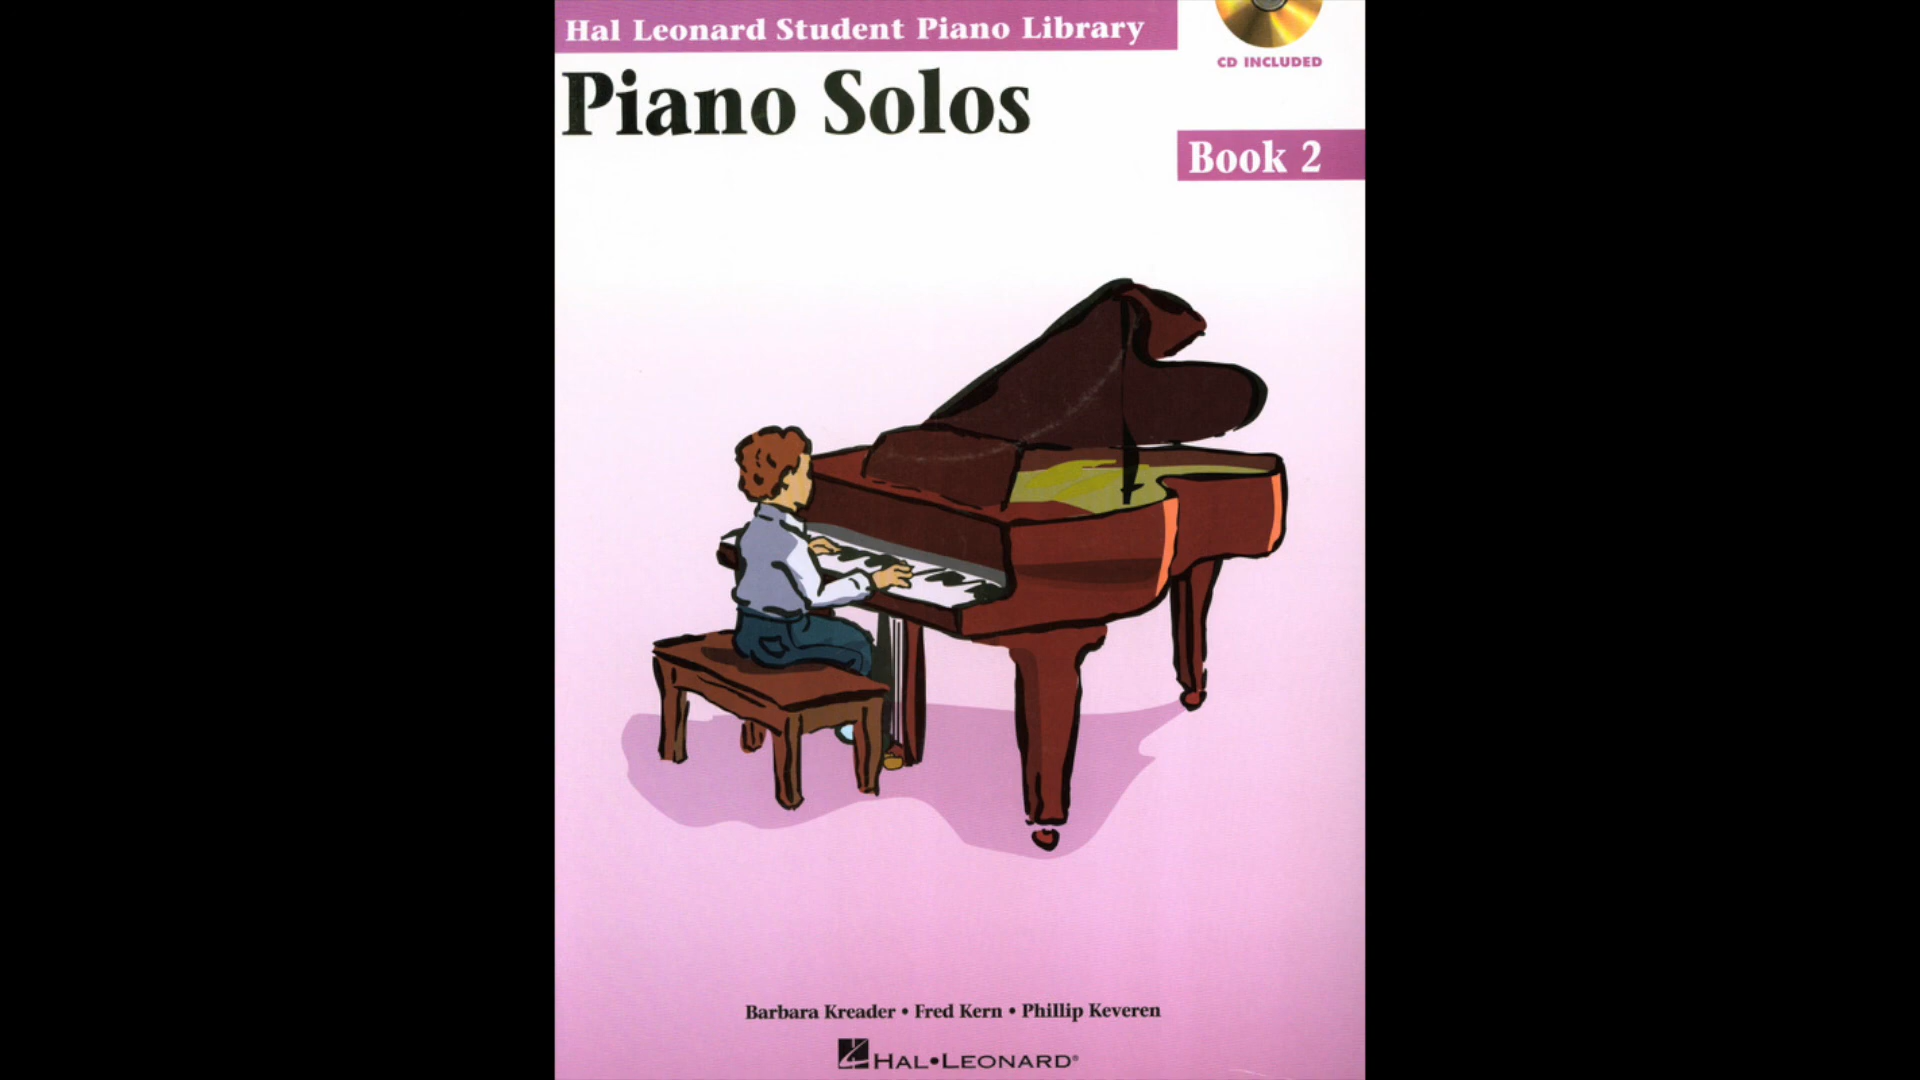 Hal Leonard Student Piano Library
CD INCLUDED
Piano Solos
Book 2
Barbara Kreader • Fred Kern • Phillip Keveren
HAL•LEONARD®